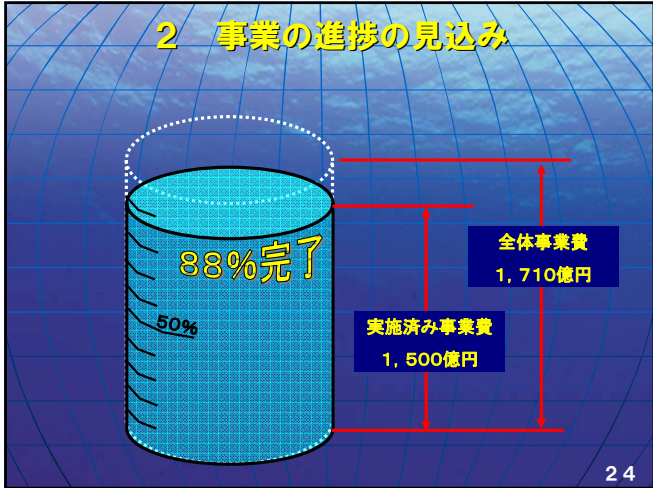 ２　事業の進捗の見込み
全体事業費
１，７１０億円
８８％完了
50%
実施済み事業費
１，５００億円
２４